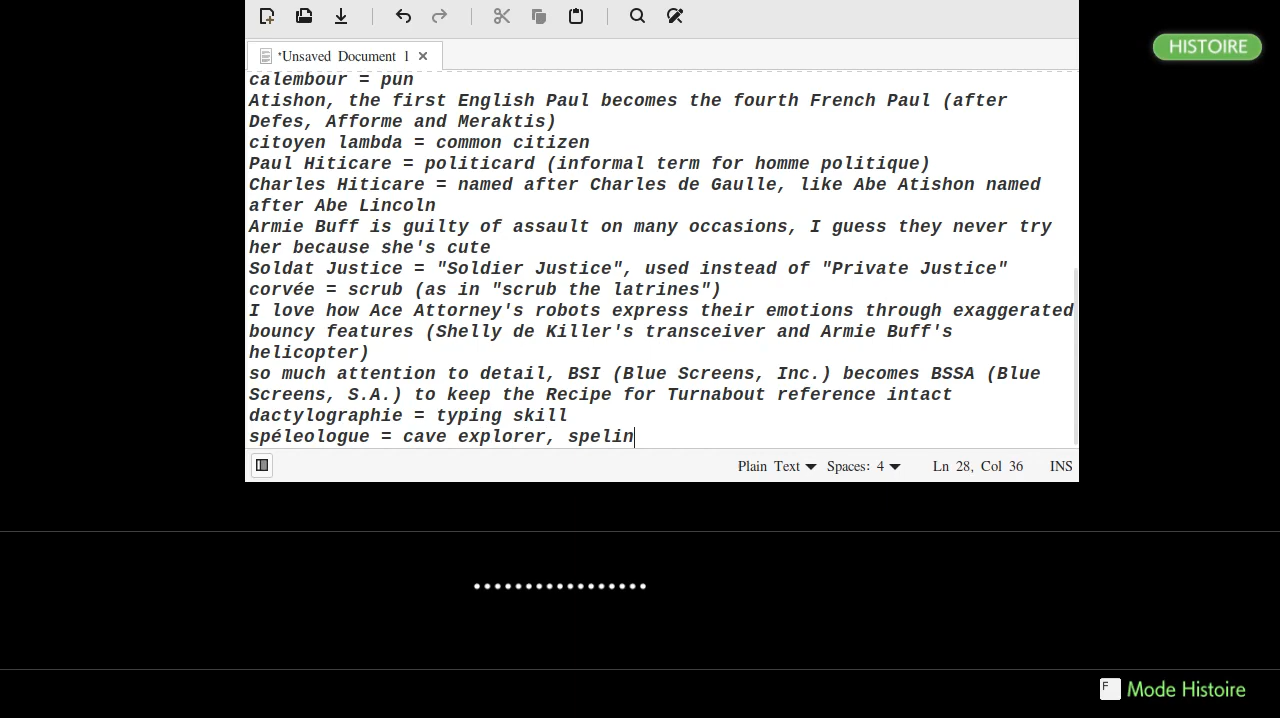 HISTOIRE
*Unsaved Document 1
calembour = pun
Atishon, the first English Paul becomes the fourth French Paul (after
Defes, Afforme and Meraktis)
citoyen lambda = common citizen
Paul Hiticare = politicard (informal term for homme politique)
Charles Hiticare = named after Charles de Gaulle, like Abe Atishon named
after Abe Lincoln
Armie Buff is guilty of assault on many occasions, I guess they never try
her because she's cute
Soldat Justice = "Soldier Justice", used instead of "Private Justice"
corvée = scrub (as in "scrub the latrines")
I love how Ace Attorney's robots express their emotions through exaggerated
bouncy features (Shelly de Killer's transceiver and Armie Buff's
helicopter)
so much attention to detail, BSI (Blue Screens, Inc.) becomes BSSA (Blue
Screens, S.A.) to keep the Recipe for Turnabout reference intact
dactylographie = typing skill
spéleologue = cave explorer, spelin
Plain Text Spaces: 4 Ln 28, Col 36 INS
................. 
F Mode Histoire